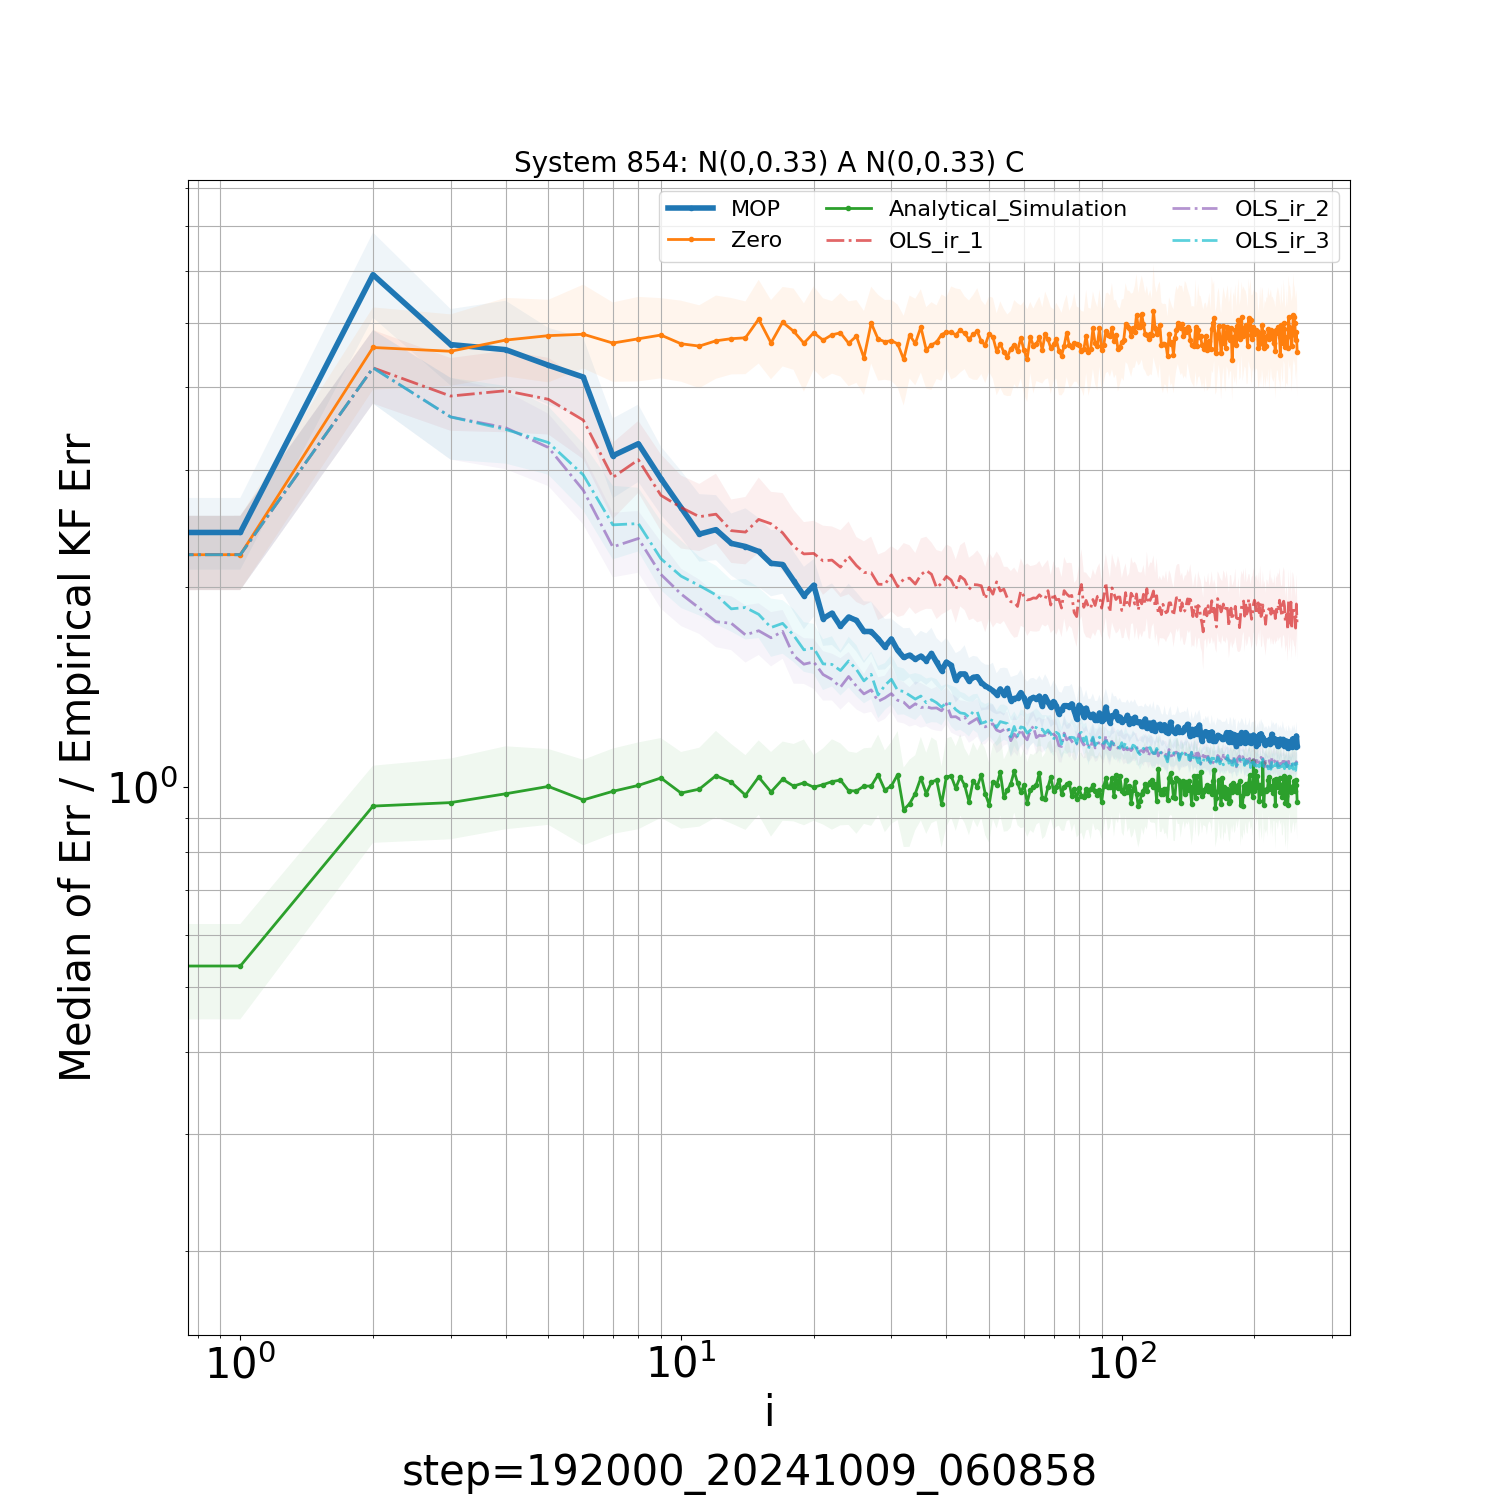 System 854: N(0,0.33) A N(0,0.33) C
MOP
Zero
Analytical_Simulation
OLS_ir_1
OLS_ir_2
OLS_ir_3
Median of Err / Empirical KF Err
10⁰
10⁰
10¹
10²
i
step=192000_20241009_060858